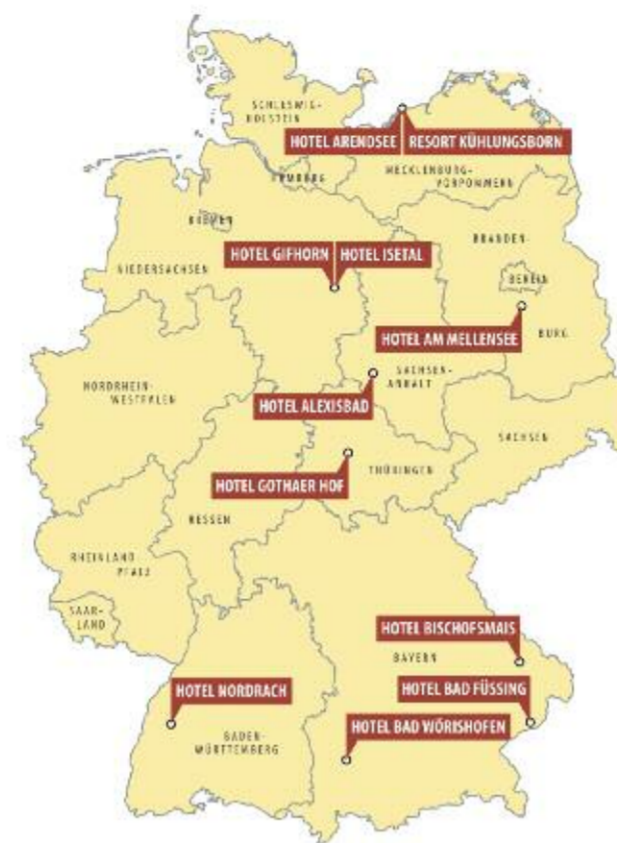 SCHLESWIG-
HOLSTEIN
HOTEL ARENDSEE RESORT KÜHLUNGSBORN
HAMBURG
MECKLENBURG-
VORPOMMERN
BREMEN
BRANDEN-
HOTEL GIFHORN HOTEL ISETAL
NIEDERSACHSEN
BERLIN
HOTEL AM MELLENSEE
BURG
SACHSEN-
ANHALT
NORDRHEIN-
WESTFALEN
HOTEL ALEXISBAD
SACHSEN
THÜRINGEN
HOTEL GOTHAER HOF
HESSEN
RHEINLAND
PFALZ
SAAR-
LAND
HOTEL BISCHOFSMAIS
BAYERN
HOTEL NORDRACH
HOTEL BAD FÜSSING
HOTEL BAD WÖRISHOFEN
BADEN-
WÜRTTEMBERG